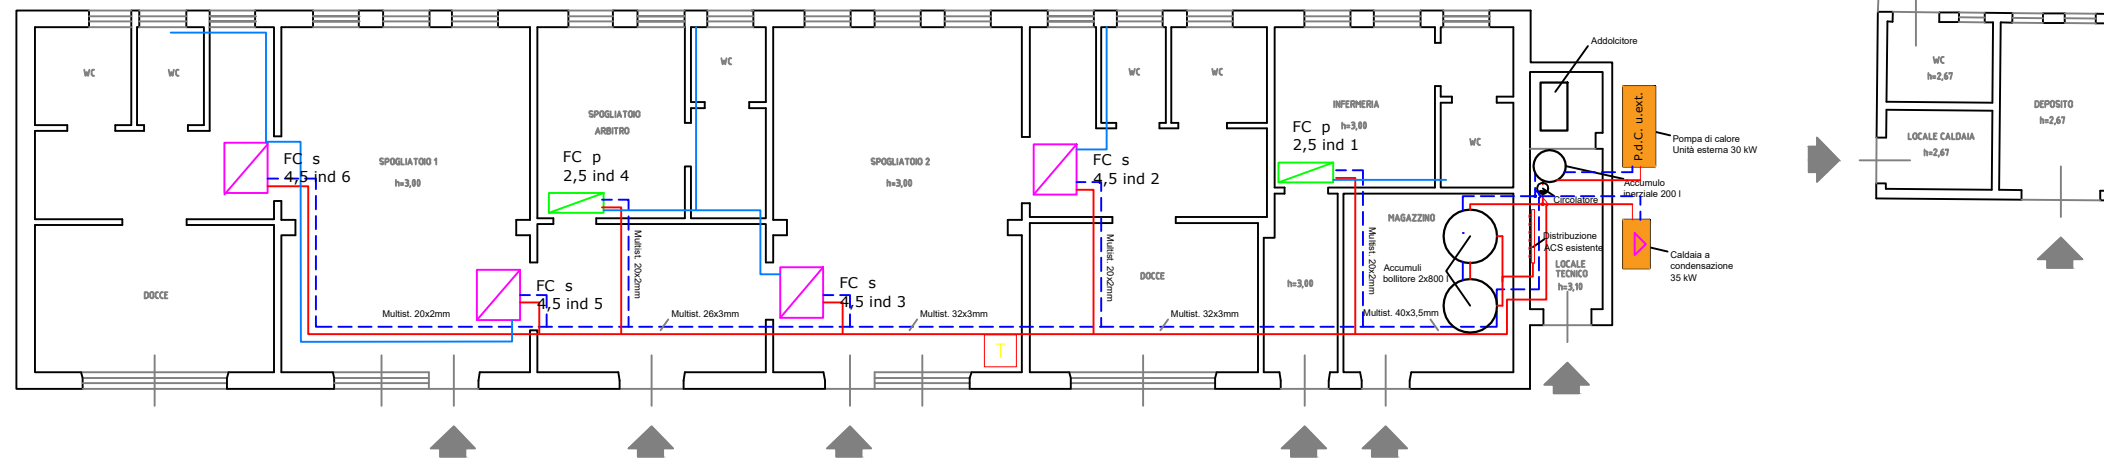 WC
WC
FC s
4,5 ind 6
SPOGLIATOIO 1
h=3,00
DOCCE
Multist. 20x2mm
FC s
4,5 ind 5
SPOGLIATOIO
ARBITRO
FC p
2,5 ind 4
WC
Multist. 20x2mm
Multist. 26x3mm
SPOGLIATOIO 2
h=3,00
FC s
4,5 ind 3
Multist. 32x3mm
T
WC
WC
FC s
4,5 ind 2
Multist. 20x2mm
DOCCE
Multist. 32x3mm
INFERMERIA
h=3,00
FC p
2,5 ind 1
WC
h=3,00
Multist. 20x2mm
MAGAZZINO
Accumuli
bollitore 2x800 l
Multist. 40x3,5mm
Addolcitore
P.d.C. u.ext.
Pompa di calore
Unità esterna 30 kW
Accumulo
inerziale 200 l
Circolatore
Distribuzione
ACS esistente
LOCALE
TECNICO
h=3,10
Caldaia a
condensazione
35 kW
WC
h=2,67
LOCALE CALDAIA
h=2,67
DEPOSITO
h=2,67